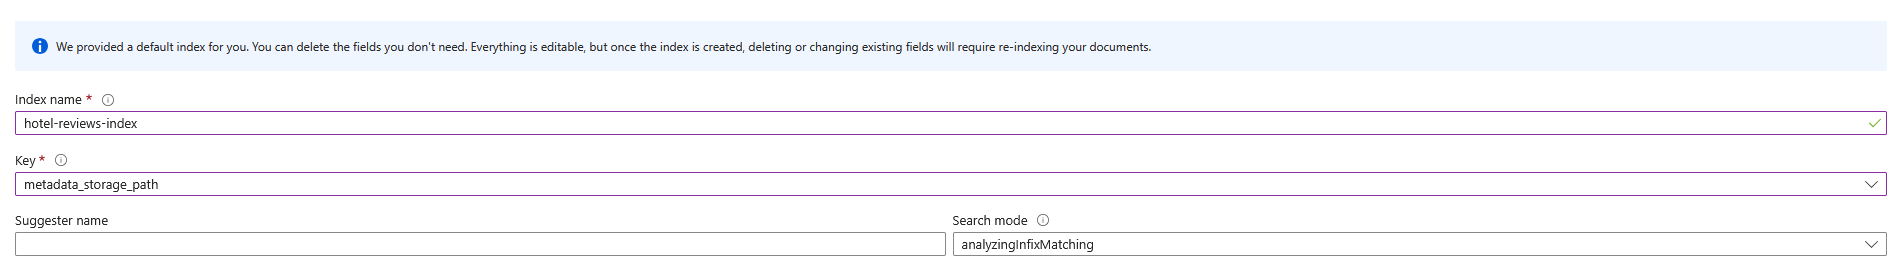 We provided a default index for you. You can delete the fields you don't need. Everything is editable, but once the index is created, deleting or changing existing fields will require re-indexing your documents.
Index name *
hotel-reviews-index
Key *
metadata_storage_path
Suggester name
Search mode
analyzingInfixMatching